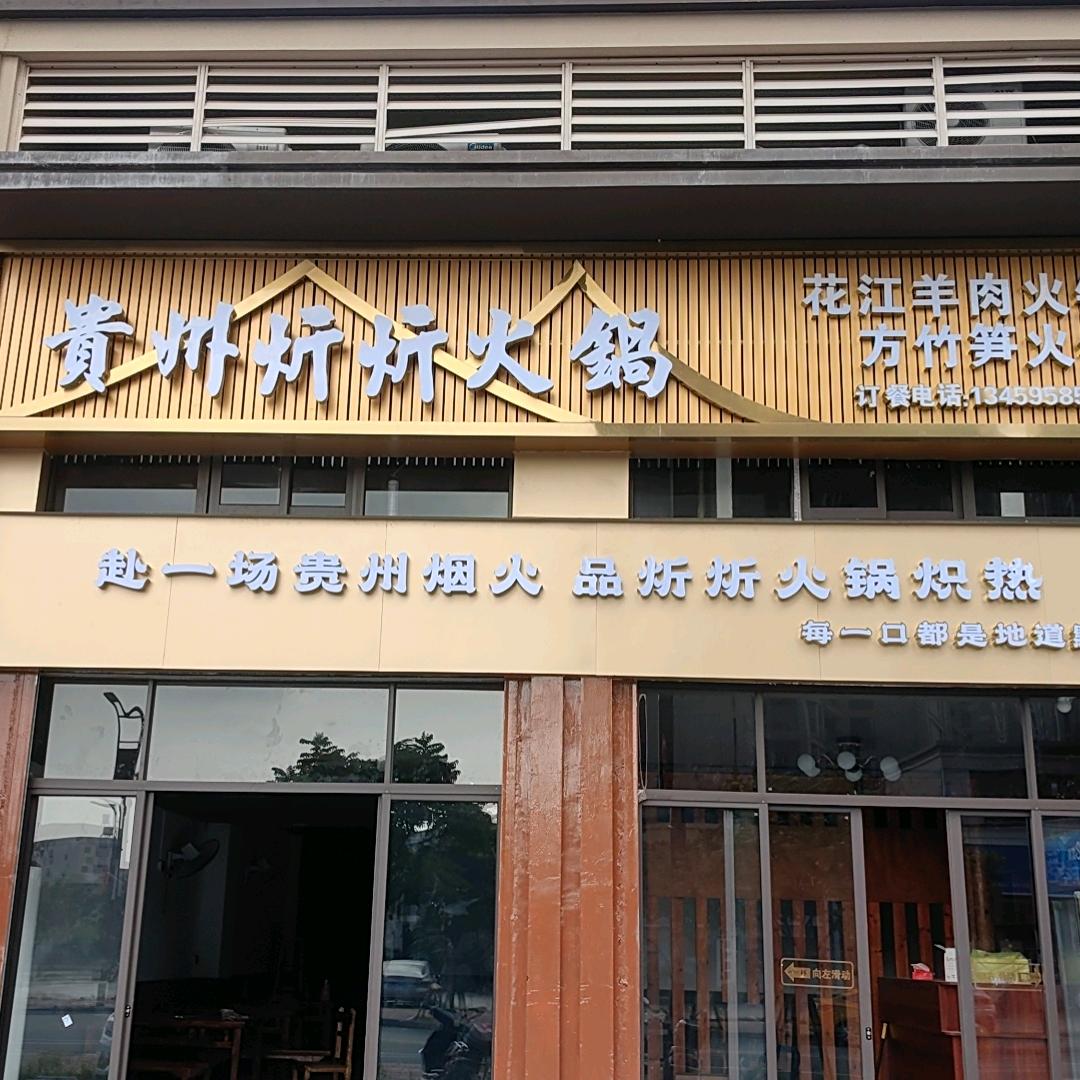 貴州炘炘火鍋
花江羊肉火锅
方竹笋火
订餐电话:13459585
赴一场贵州烟火 品炘炘火锅炽热
每一口都是地道
向左滑动
Midea